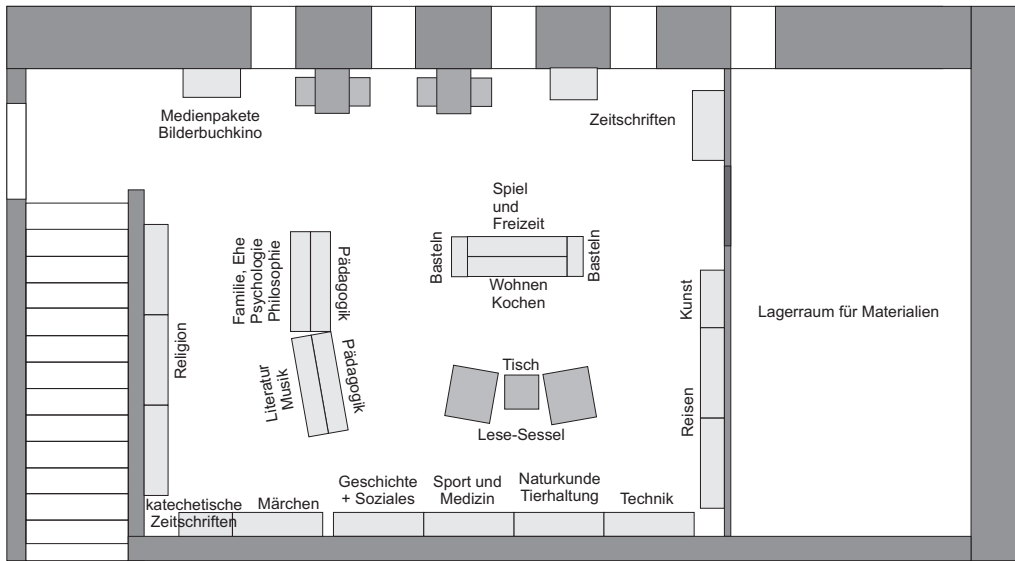 Medienpakete
Bilderbuchkino
Zeitschriften
Spiel
und
Freizeit
Basteln
Basteln
Wohnen
Kochen
Familie, Ehe
Psychologie
Philosophie
Pädagogik
Kunst
Lagerraum für Materialien
Religion
Literatur
Musik
Pädagogik
Tisch
Reisen
Lese-Sessel
katechetische
Zeitschriften
Märchen
Geschichte
+ Soziales
Sport und
Medizin
Naturkunde
Tierhaltung
Technik